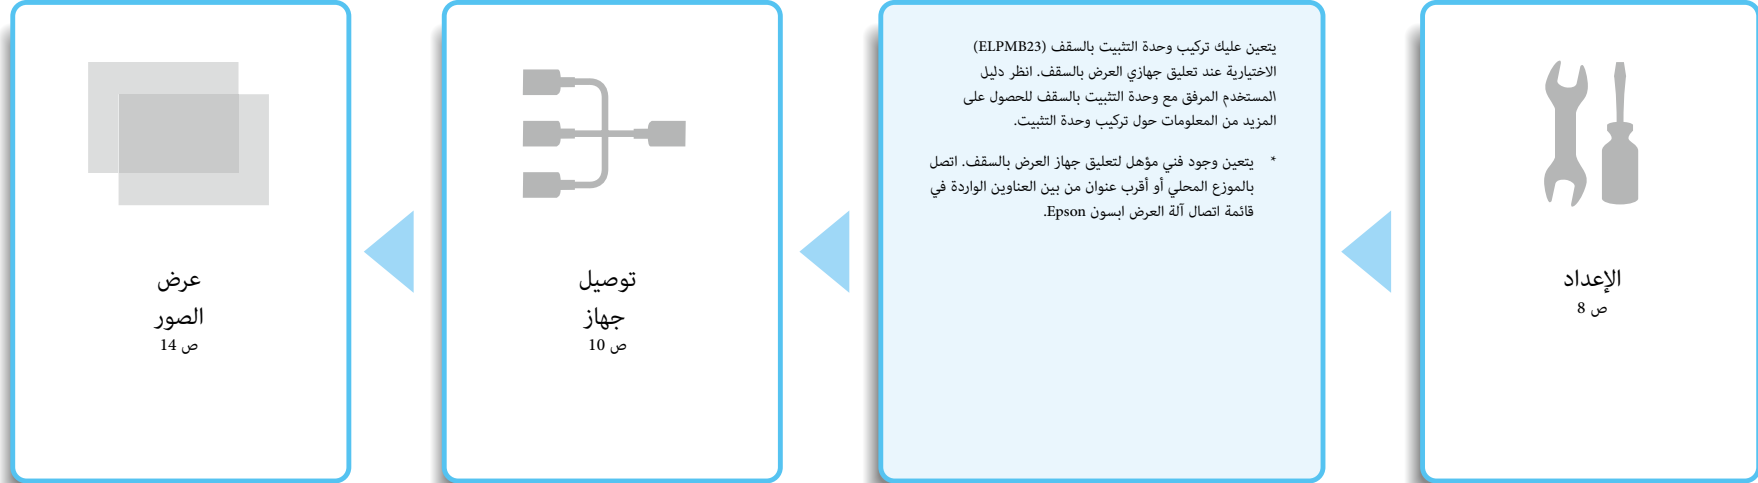 الإعداد
ص 8
يتعين عليك تركيب وحدة التثبيت بالسقف (ELPMB23)
الاختيارية عند تعليق جهازي العرض بالسقف. انظر دليل
المستخدم المرفق مع وحدة التثبيت بالسقف للحصول على
المزيد من المعلومات حول تركيب وحدة التثبيت.
* يتعين وجود فني مؤهل لتعليق جهاز العرض بالسقف. اتصل
بالموزع المحلي أو أقرب عنوان من بين العناوين الواردة في
قائمة اتصال آلة العرض ابسون Epson.
توصيل
جهاز
ص 10
عرض
الصور
ص 14